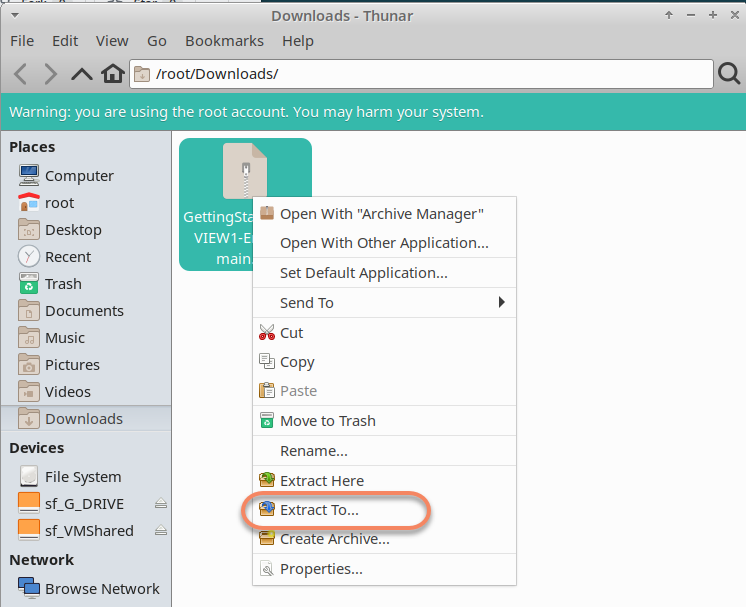 Downloads - Thunar
File Edit View Go Bookmarks Help
/root/Downloads/
Warning: you are using the root account. You may harm your system.
Places
Computer
root
Desktop
Recent
Trash
Documents
Music
Pictures
Videos
Downloads
Devices
File System
sf_G_DRIVE
sf_VMShared
Network
Browse Network
GettingSta
VIEW1-E
main.
Open With "Archive Manager"
Open With Other Application...
Set Default Application...
Send To
Cut
Copy
Paste
Move to Trash
Rename...
Extract Here
Extract To...
Create Archive...
Properties...